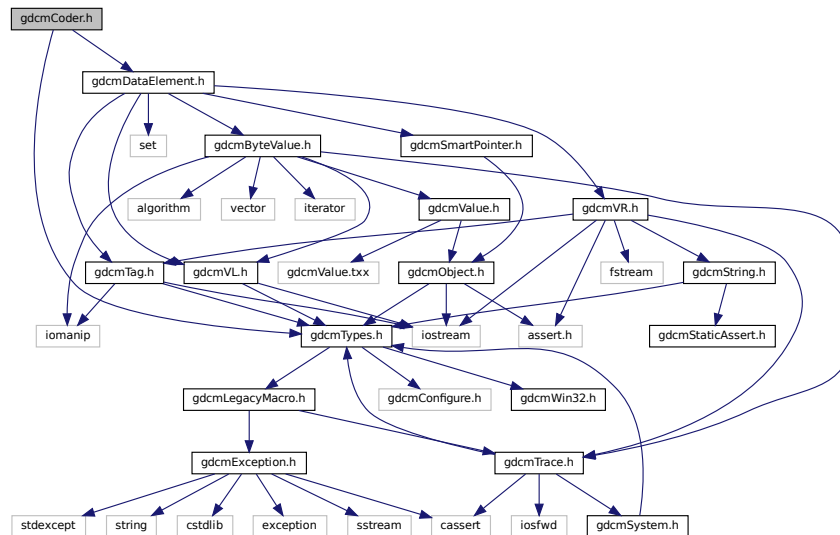 gdcmCoder.h
gdcmDataElement.h
set
gdcmByteValue.h
gdcmSmartPointer.h
algorithm
vector
iterator
gdcmValue.h
gdcmVR.h
gdcmTag.h
gdcmVL.h
gdcmValue.txx
gdcmObject.h
fstream
gdcmString.h
iomanip
gdcmTypes.h
iostream
assert.h
gdcmStaticAssert.h
gdcmLegacyMacro.h
gdcmConfigure.h
gdcmWin32.h
gdcmException.h
gdcmTrace.h
stdexcept
string
cstdlib
exception
sstream
cassert
iosfwd
gdcmSystem.h